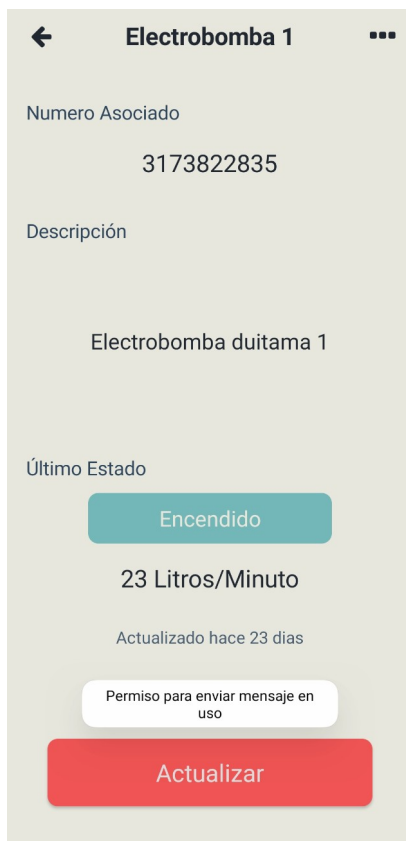 Electrobomba 1
Numero Asociado
3173822835
Descripción
Electrobomba duitama 1
Último Estado
Encendido
23 Litros/Minuto
Actualizado hace 23 dias
Permiso para enviar mensaje en
uso
Actualizar